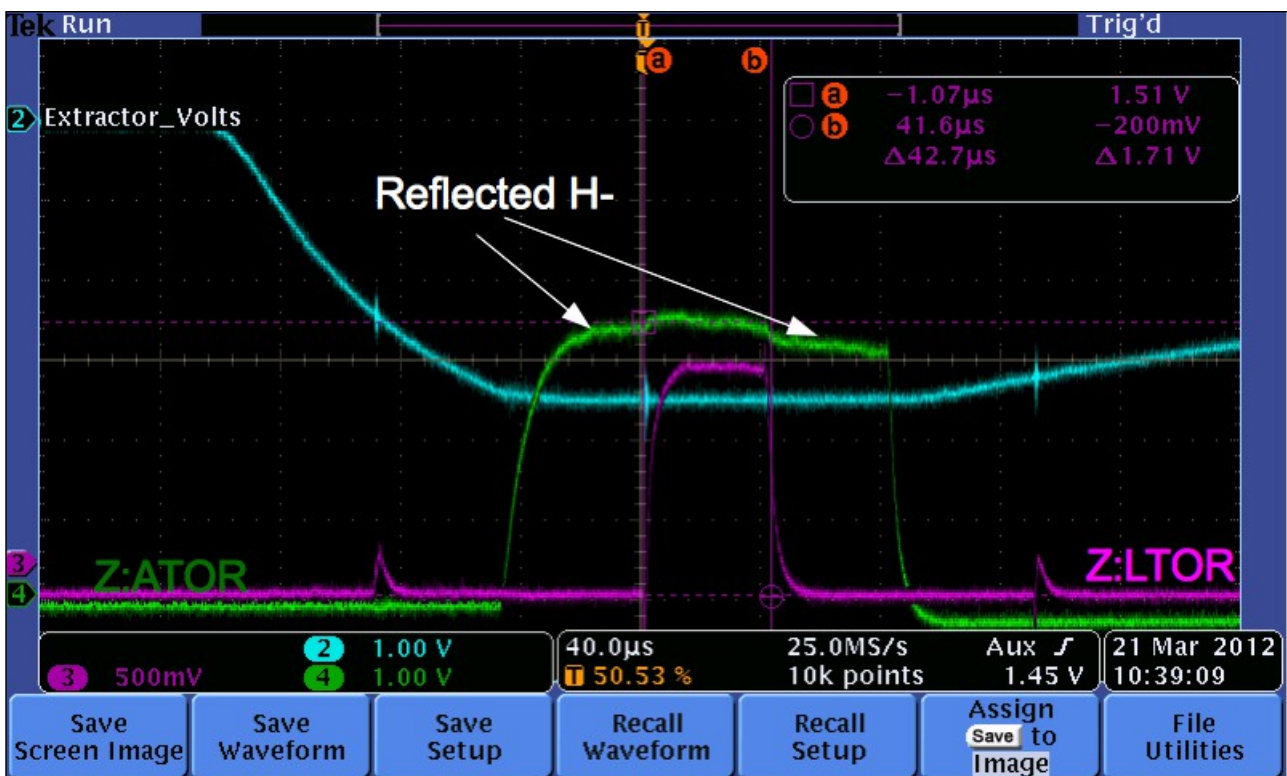 Tek Run Trig'd
T
T a b
a −1.07µs 1.51 V
b 41.6µs −200mV
Δ42.7µs Δ1.71 V
2 Extractor_Volts
Reflected H-
3
Z:ATOR Z:LTOR
4
2 1.00 V
3 500mV 4 1.00 V
40.0µs 25.0MS/s Aux ∫
T 50.53 % 10k points 1.45 V
21 Mar 2012
10:39:09
Save Screen Image
Save Waveform
Save Setup
Recall Waveform
Recall Setup
Assign Save to Image
File Utilities